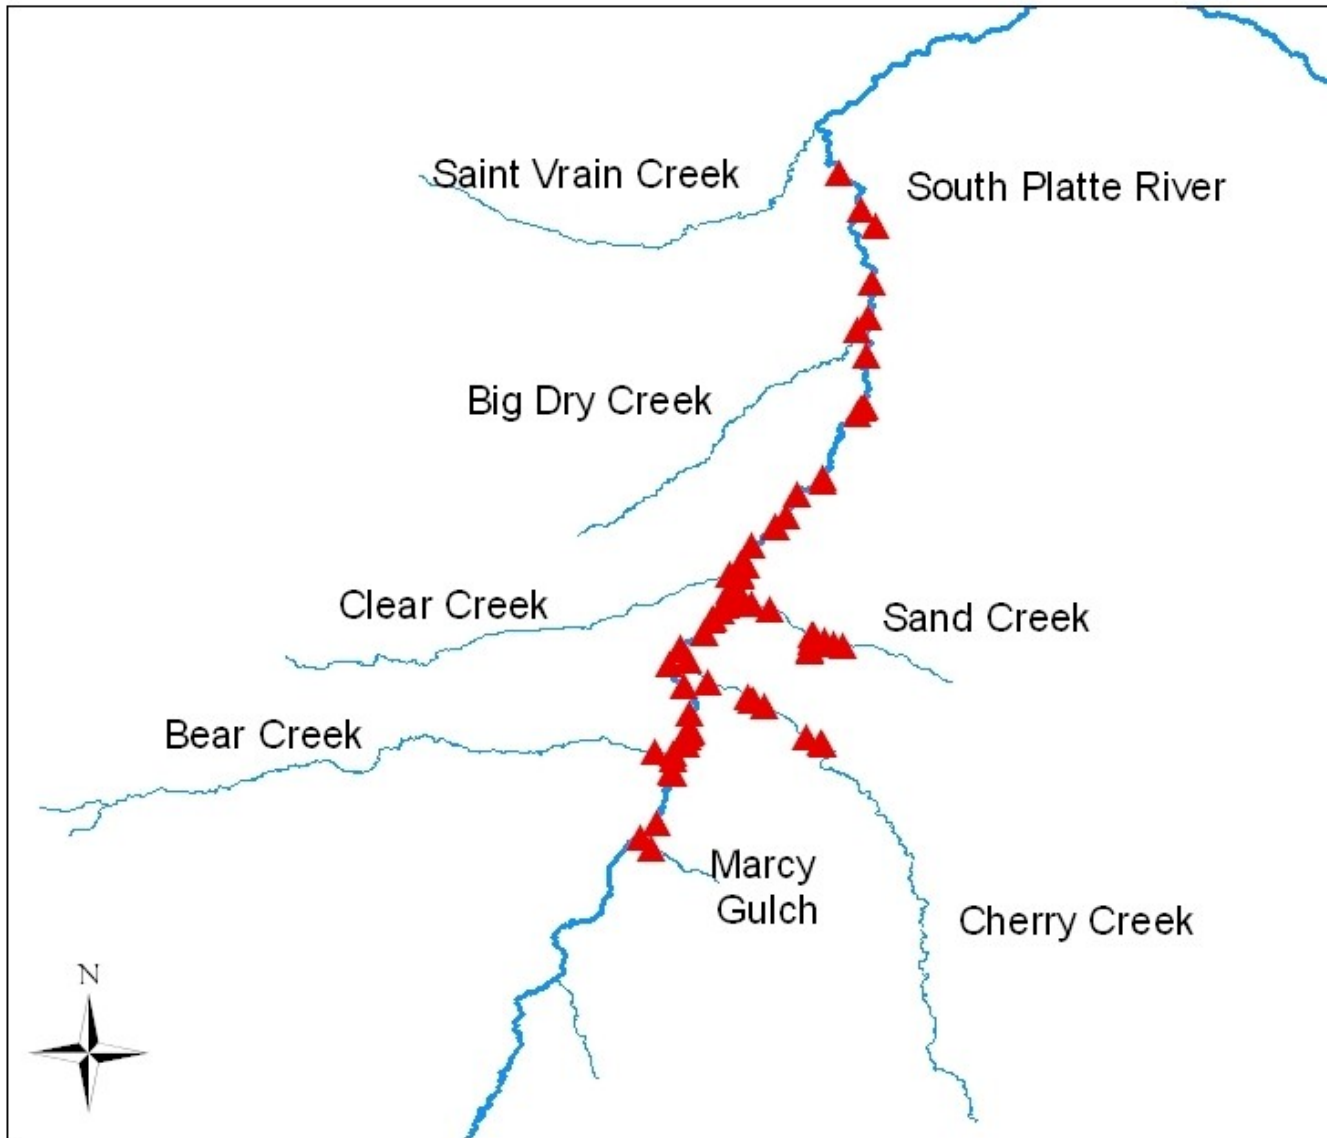 Saint Vrain Creek
South Platte River
Big Dry Creek
Clear Creek
Sand Creek
Bear Creek
Marcy
Gulch
Cherry Creek
N